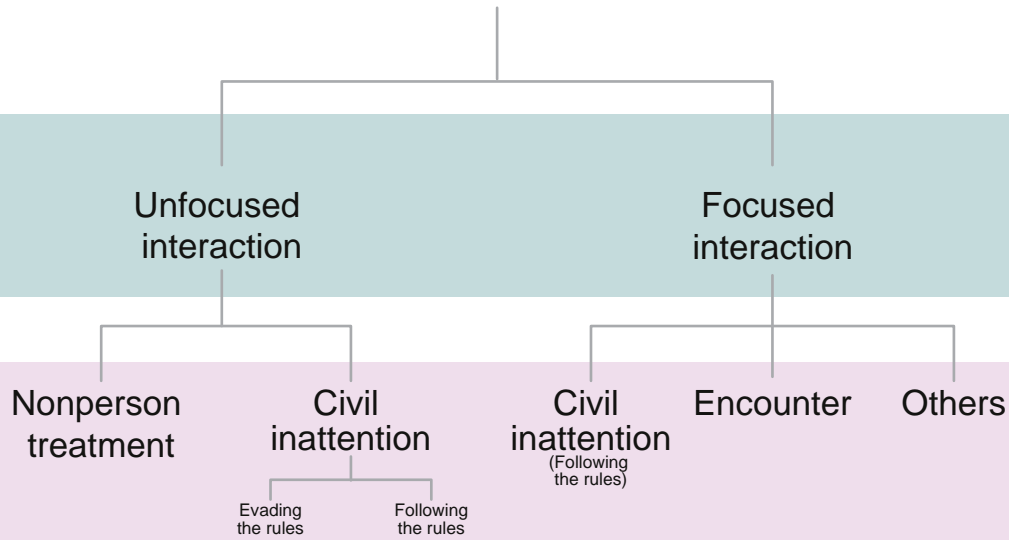 Unfocused
interaction
Focused
interaction
Nonperson
treatment
Civil
inattention
Evading
the rules
Following
the rules
Civil
inattention
(Following
the rules)
Encounter
Others